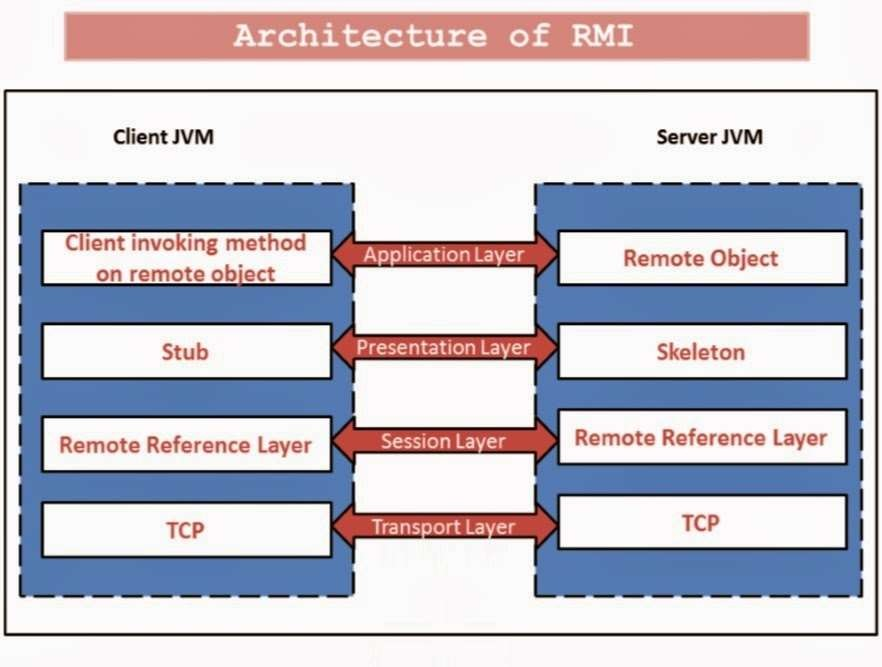 Architecture of RMI
Client JVM
Server JVM
Client invoking method
on remote object
Application Layer
Remote Object
Stub
Presentation Layer
Skeleton
Remote Reference Layer
Session Layer
Remote Reference Layer
TCP
Transport Layer
TCP